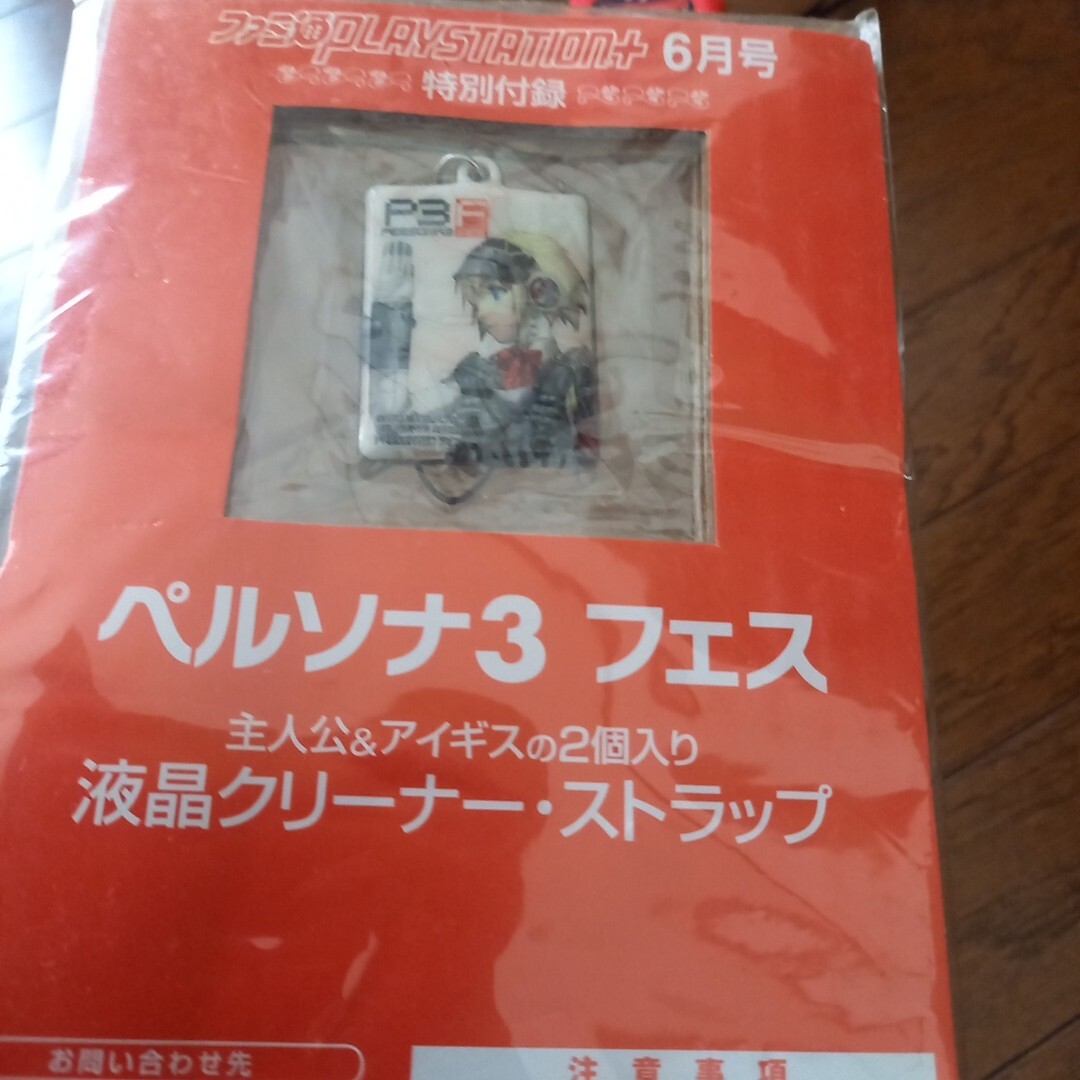 ファミ通PLAYSTATION+ 6月号
特別付録
P3F
PERSONA3
ペルソナ3 フェス
主人公&アイギスの2個入り
液晶クリーナー・ストラップ
お問い合わせ先
注意事項